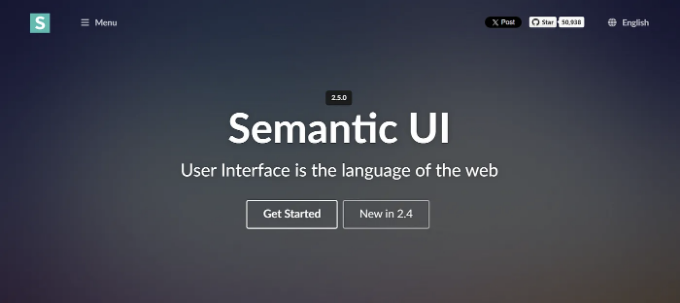 S
Menu
Post
Star 50,938
English
2.5.0
Semantic UI
User Interface is the language of the web
Get Started
New in 2.4